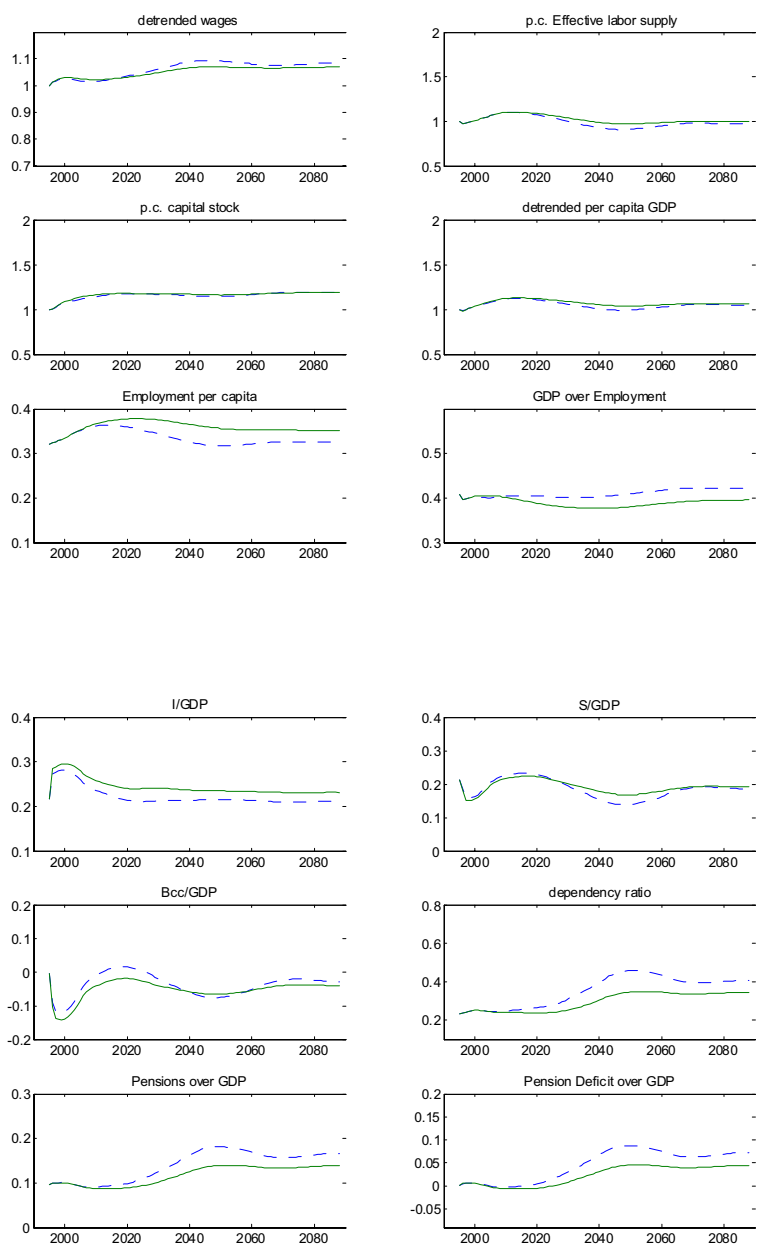 detrended wages
1.1
1
0.9
0.8
0.7
2000 2020 2040 2060 2080
p.c. Effective labor supply
2
1.5
1
0.5
2000 2020 2040 2060 2080
p.c. capital stock
2
1.5
1
0.5
2000 2020 2040 2060 2080
detrended per capita GDP
2
1.5
1
0.5
2000 2020 2040 2060 2080
Employment per capita
0.4
0.3
0.2
0.1
2000 2020 2040 2060 2080
GDP over Employment
0.5
0.4
0.3
2000 2020 2040 2060 2080
I/GDP
0.4
0.3
0.2
0.1
2000 2020 2040 2060 2080
S/GDP
0.4
0.3
0.2
0.1
0
2000 2020 2040 2060 2080
Bcc/GDP
0.2
0.1
0
-0.1
-0.2
2000 2020 2040 2060 2080
dependency ratio
0.8
0.6
0.4
0.2
2000 2020 2040 2060 2080
Pensions over GDP
0.3
0.2
0.1
0
2000 2020 2040 2060 2080
Pension Deficit over GDP
0.2
0.15
0.1
0.05
0
-0.05
2000 2020 2040 2060 2080